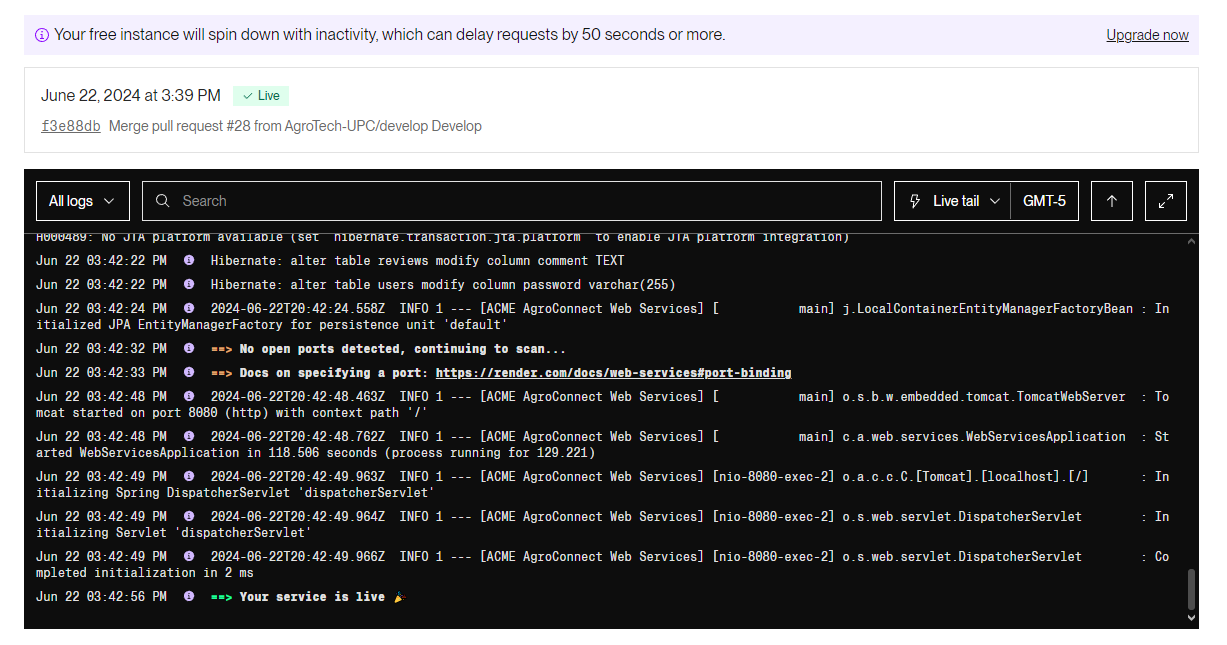 Your free instance will spin down with inactivity, which can delay requests by 50 seconds or more. Upgrade now
June 22, 2024 at 3:39 PM Live
f3e88db Merge pull request #28 from AgroTech-UPC/develop Develop
All logs Search Live tail GMT-5
H000489: No JTA platform available (set 'hibernate.transaction.jta.platform' to enable JTA platform integration)
Jun 22 03:42:22 PM Hibernate: alter table reviews modify column comment TEXT
Jun 22 03:42:22 PM Hibernate: alter table users modify column password varchar(255)
Jun 22 03:42:24 PM 2024-06-22T20:42:24.558Z INFO 1 --- [ACME AgroConnect Web Services] [ main] j.LocalContainerEntityManagerFactoryBean : In
itialized JPA EntityManagerFactory for persistence unit 'default'
Jun 22 03:42:32 PM ==> No open ports detected, continuing to scan...
Jun 22 03:42:33 PM ==> Docs on specifying a port: https://render.com/docs/web-services#port-binding
Jun 22 03:42:48 PM 2024-06-22T20:42:48.463Z INFO 1 --- [ACME AgroConnect Web Services] [ main] o.s.b.w.embedded.tomcat.TomcatWebServer : To
mcat started on port 8080 (http) with context path '/'
Jun 22 03:42:48 PM 2024-06-22T20:42:48.762Z INFO 1 --- [ACME AgroConnect Web Services] [ main] c.a.web.services.WebServicesApplication : St
arted WebServicesApplication in 118.506 seconds (process running for 129.221)
Jun 22 03:42:49 PM 2024-06-22T20:42:49.963Z INFO 1 --- [ACME AgroConnect Web Services] [nio-8080-exec-2] o.a.c.c.C.[Tomcat].[localhost].[/] : In
itializing Spring DispatcherServlet 'dispatcherServlet'
Jun 22 03:42:49 PM 2024-06-22T20:42:49.964Z INFO 1 --- [ACME AgroConnect Web Services] [nio-8080-exec-2] o.s.web.servlet.DispatcherServlet : In
itializing Servlet 'dispatcherServlet'
Jun 22 03:42:49 PM 2024-06-22T20:42:49.966Z INFO 1 --- [ACME AgroConnect Web Services] [nio-8080-exec-2] o.s.web.servlet.DispatcherServlet : Co
mpleted initialization in 2 ms
Jun 22 03:42:56 PM ==> Your service is live 🎉